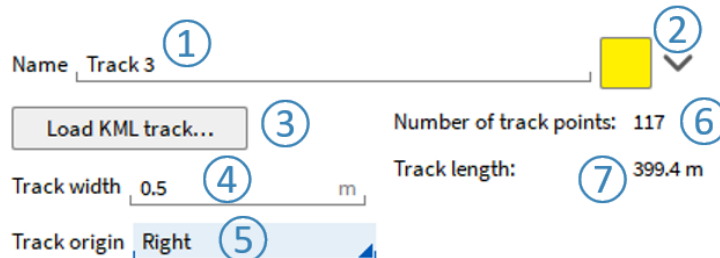 ① ②
Name Track 3
Load KML track... ③ Number of track points: 117 ⑥
Track width 0.5 ④ m Track length: ⑦ 399.4 m
Track origin Right ⑤